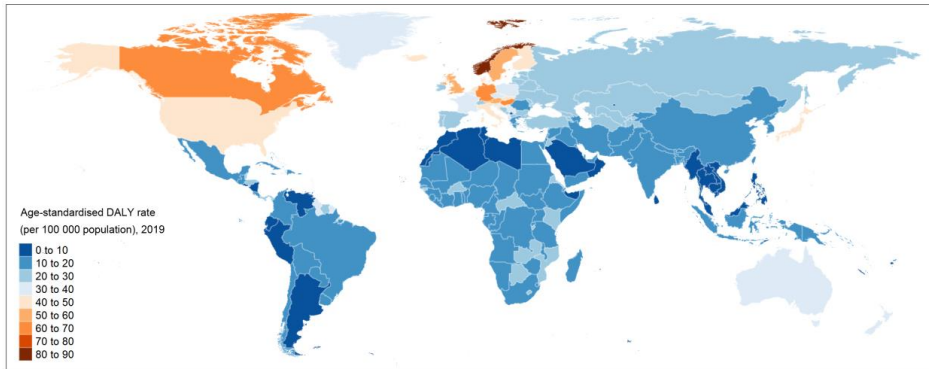 Age-standardised DALY rate
(per 100 000 population), 2019
0 to 10
10 to 20
20 to 30
30 to 40
40 to 50
50 to 60
60 to 70
70 to 80
80 to 90